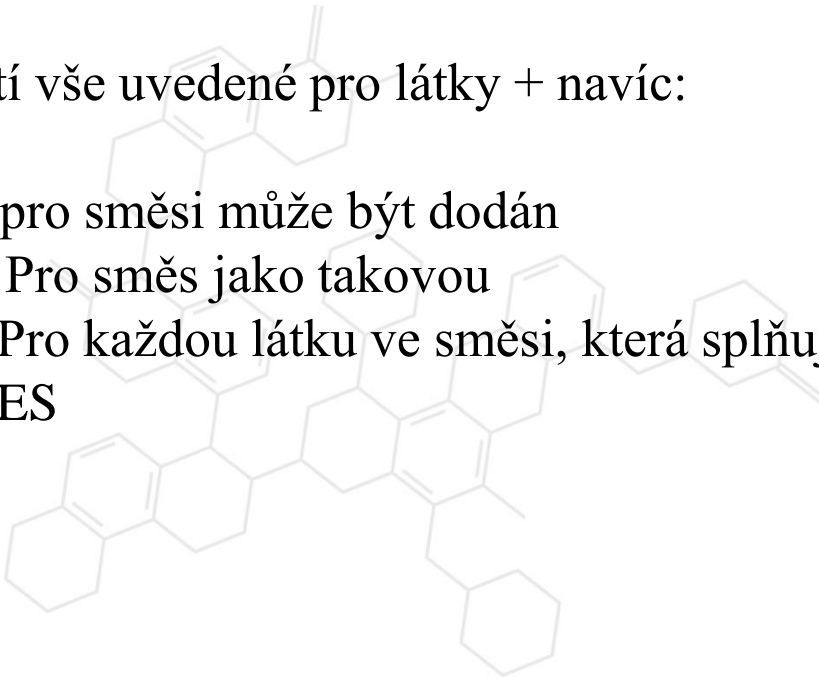 tí vše uvedené pro látky + navíc:
pro směsi může být dodán
Pro směs jako takovou
Pro každou látku ve směsi, která splňu
ES